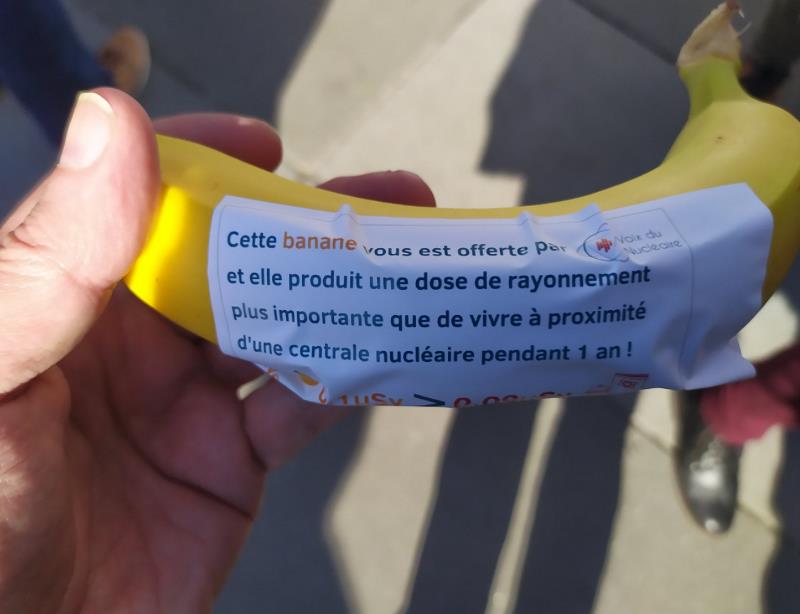 Cette banane vous est offerte par Voix du Nucléaire
et elle produit une dose de rayonnement
plus importante que de vivre à proximité
d'une centrale nucléaire pendant 1 an !
1µSv >